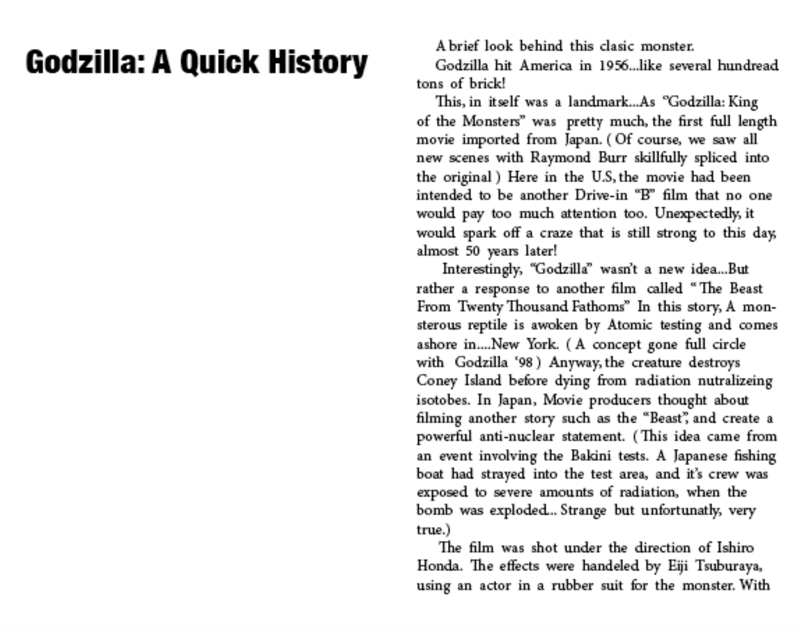 Godzilla: A Quick History
A brief look behind this clasic monster.
Godzilla hit America in 1956...like several hundread
tons of brick!
This, in itself was a landmark...As “Godzilla: King
of the Monsters” was pretty much, the first full length
movie imported from Japan. ( Of course, we saw all
new scenes with Raymond Burr skillfully spliced into
the original ) Here in the U.S, the movie had been
intended to be another Drive-in “B” film that no one
would pay too much attention too. Unexpectedly, it
would spark off a craze that is still strong to this day,
almost 50 years later!
Interestingly, “Godzilla” wasn’t a new idea...But
rather a response to another film called “ The Beast
From Twenty Thousand Fathoms” In this story, A mon-
sterous reptile is awoken by Atomic testing and comes
ashore in....New York. ( A concept gone full circle
with Godzilla ‘98 ) Anyway, the creature destroys
Coney Island before dying from radiation nutralizeing
isotobes. In Japan, Movie producers thought about
filming another story such as the “Beast”, and create a
powerful anti-nuclear statement. ( This idea came from
an event involving the Bakini tests. A Japanese fishing
boat had strayed into the test area, and it’s crew was
exposed to severe amounts of radiation, when the
bomb was exploded... Strange but unfortunatly, very
true.)
The film was shot under the direction of Ishiro
Honda. The effects were handeled by Eiji Tsuburaya,
using an actor in a rubber suit for the monster. With